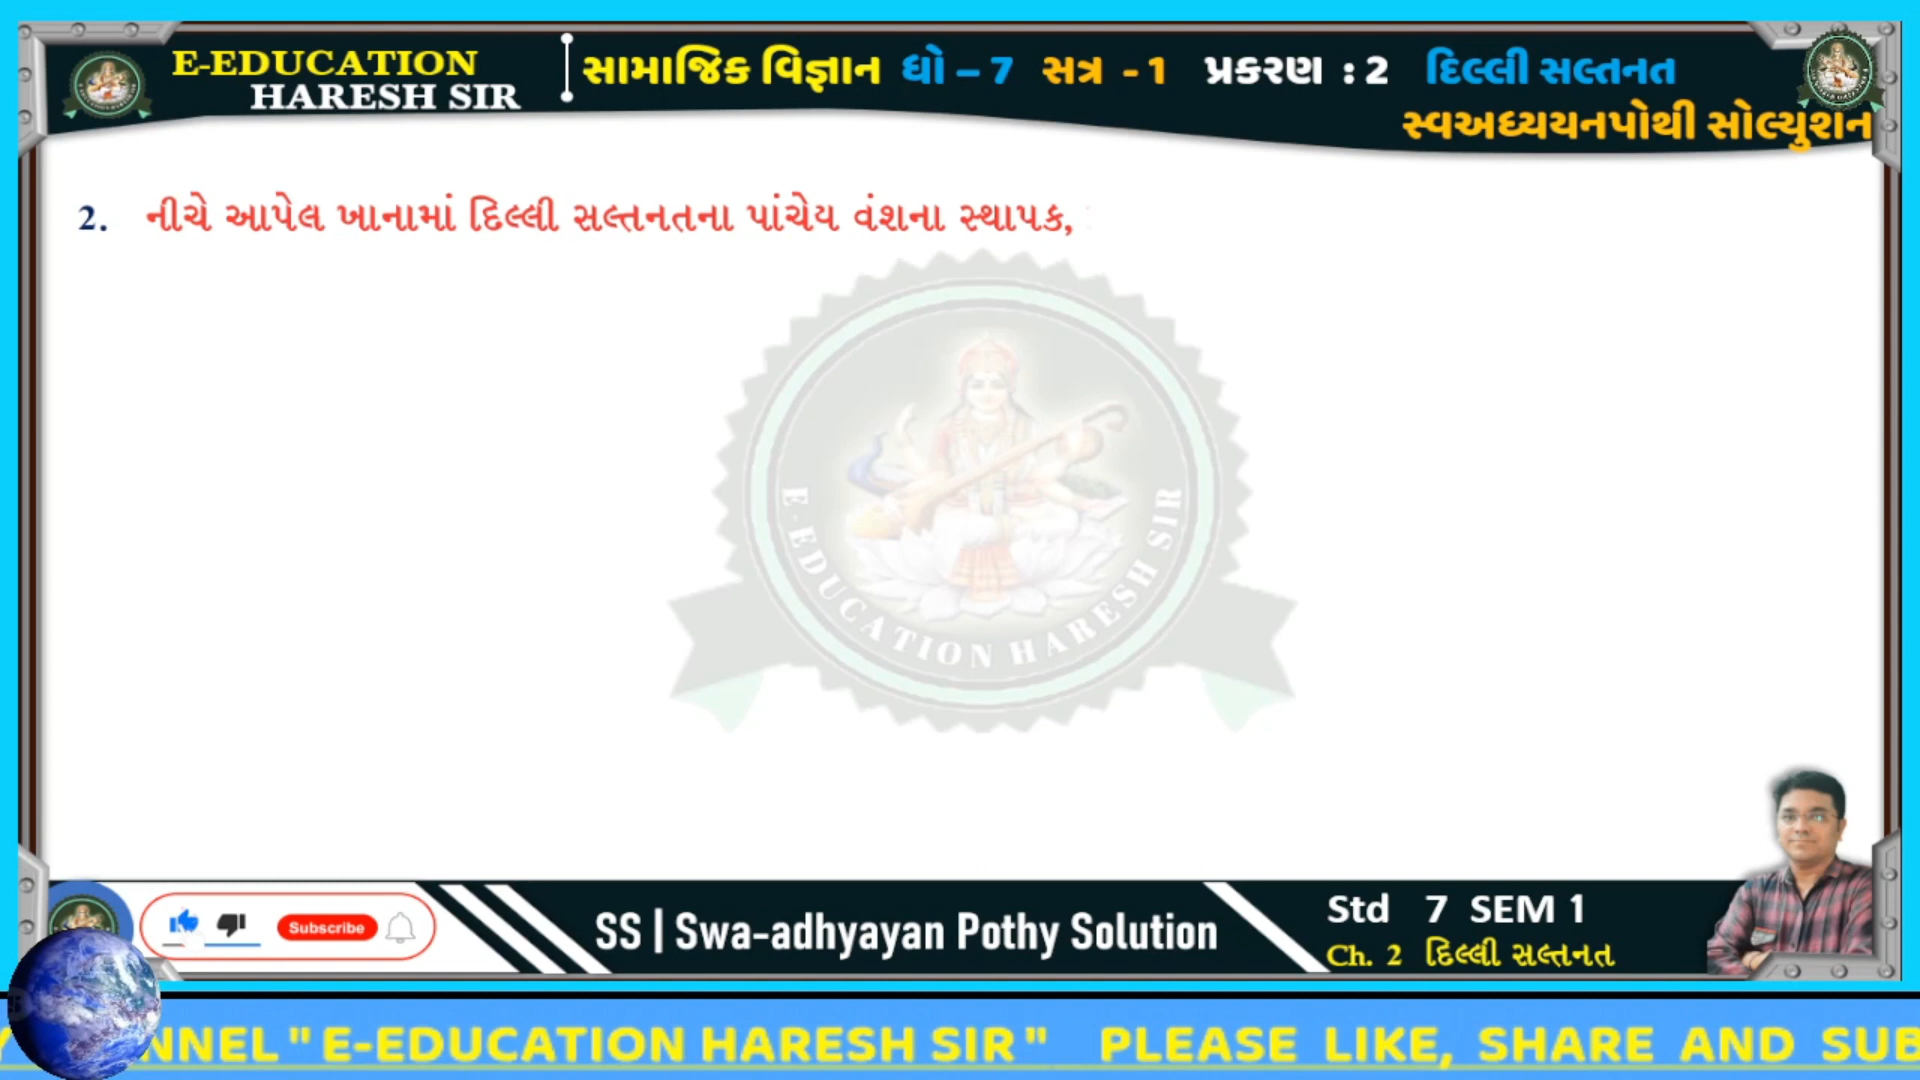 E-EDUCATION
HARESH SIR
સામાજિક વિજ્ઞાન ધો – 7 સત્ર - 1 પ્રકરણ : 2 દિલ્લી સલ્તનત
સ્વઅધ્યયનપોથી સોલ્યુશન
2. નીચે આપેલ ખાનામાં દિલ્લી સલ્તનતના પાંચેય વંશના સ્થાપક,
E-EDUCATION HARESH SIR
Subscribe
SS | Swa-adhyayan Pothy Solution
Std 7 SEM 1
Ch. 2 દિલ્લી સલ્તનત
NNEL "E-EDUCATION HARESH SIR" PLEASE LIKE, SHARE AND SUB